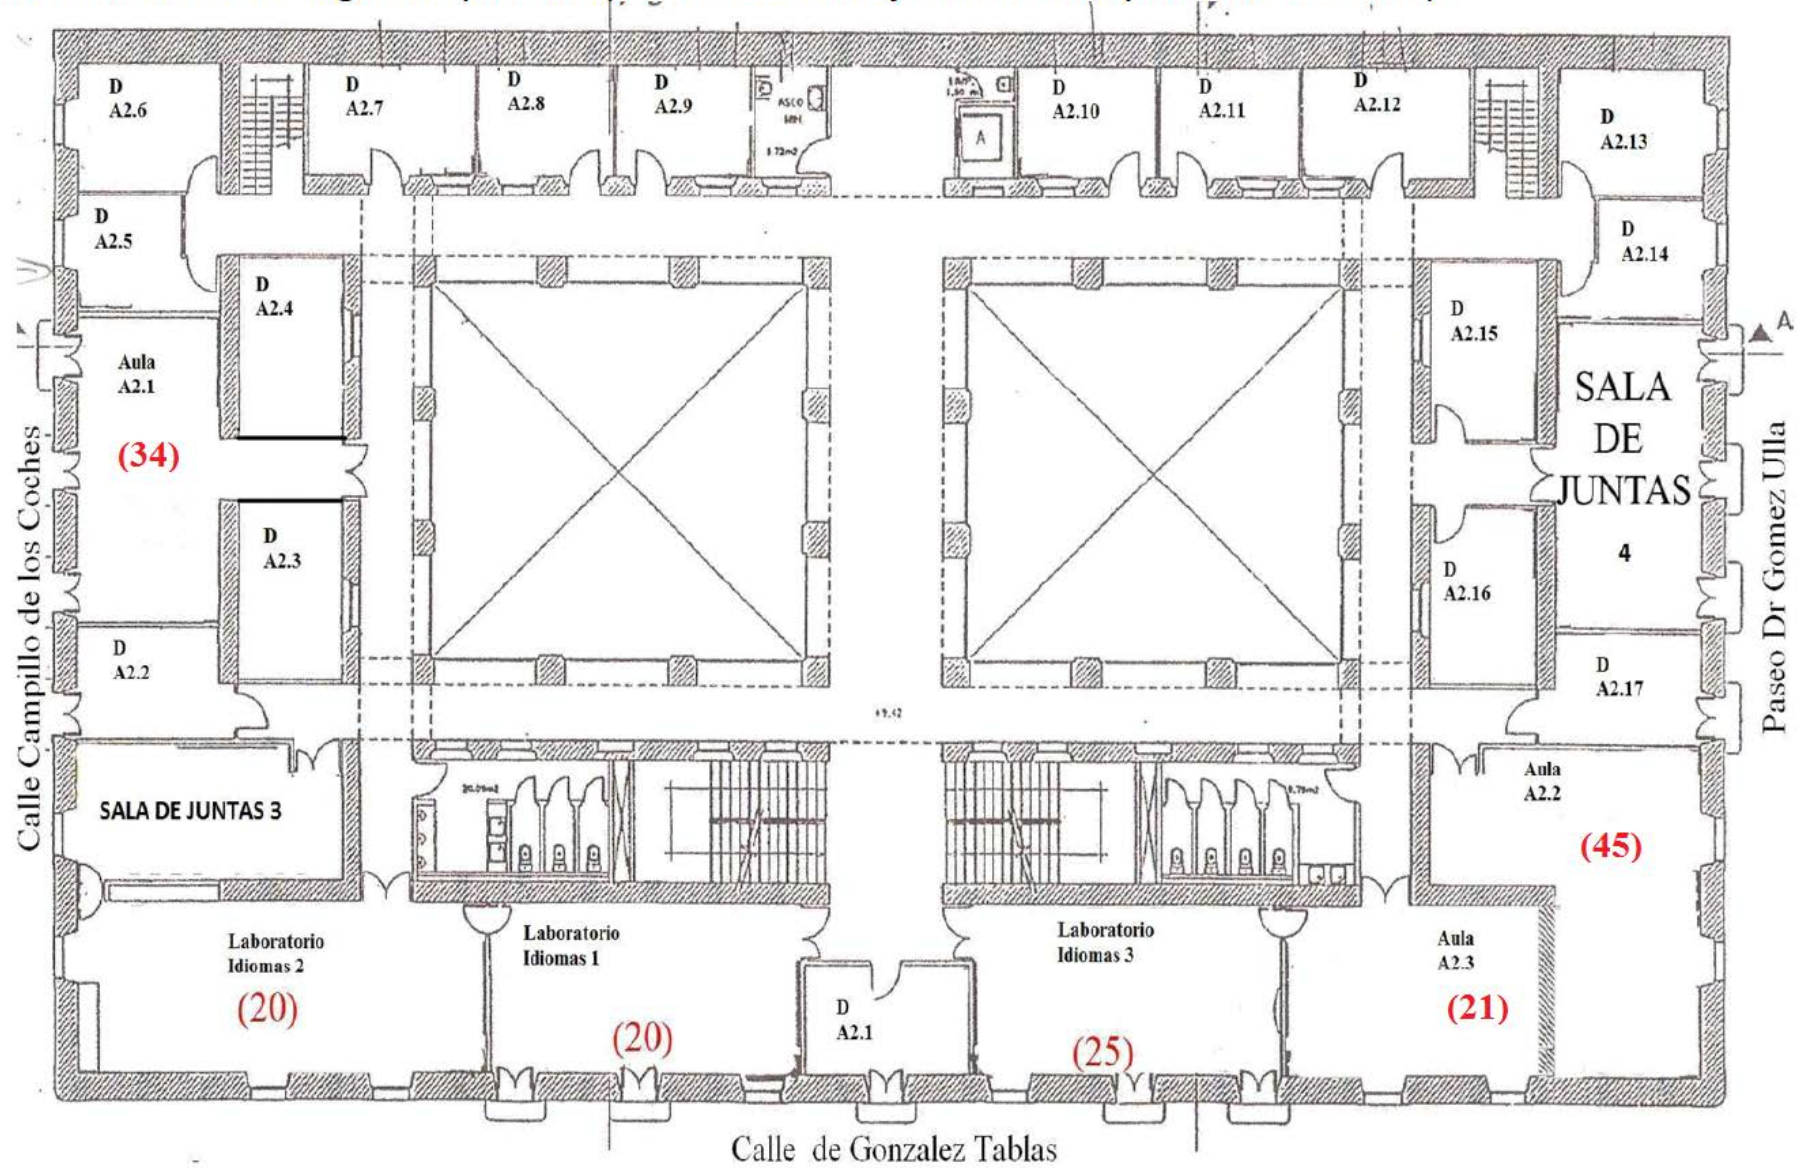 D
A2.6
D
A2.7
D
A2.8
D
A2.9
ASCO
MIN
D
A2.10
D
A2.11
D
A2.12
D
A2.13
A
D
A2.5
D
A2.14
D
A2.4
D
A2.15
A
Aula
A2.1
(34)
SALA
DE
JUNTAS
4
Calle Campillo de los Coches
Paseo Dr Gomez Ulla
D
A2.3
D
A2.16
D
A2.2
D
A2.17
SALA DE JUNTAS 3
Aula
A2.2
(45)
Laboratorio
Idiomas 2
(20)
Laboratorio
Idiomas 1
(20)
D
A2.1
Laboratorio
Idiomas 3
(25)
Aula
A2.3
(21)
Calle de Gonzalez Tablas